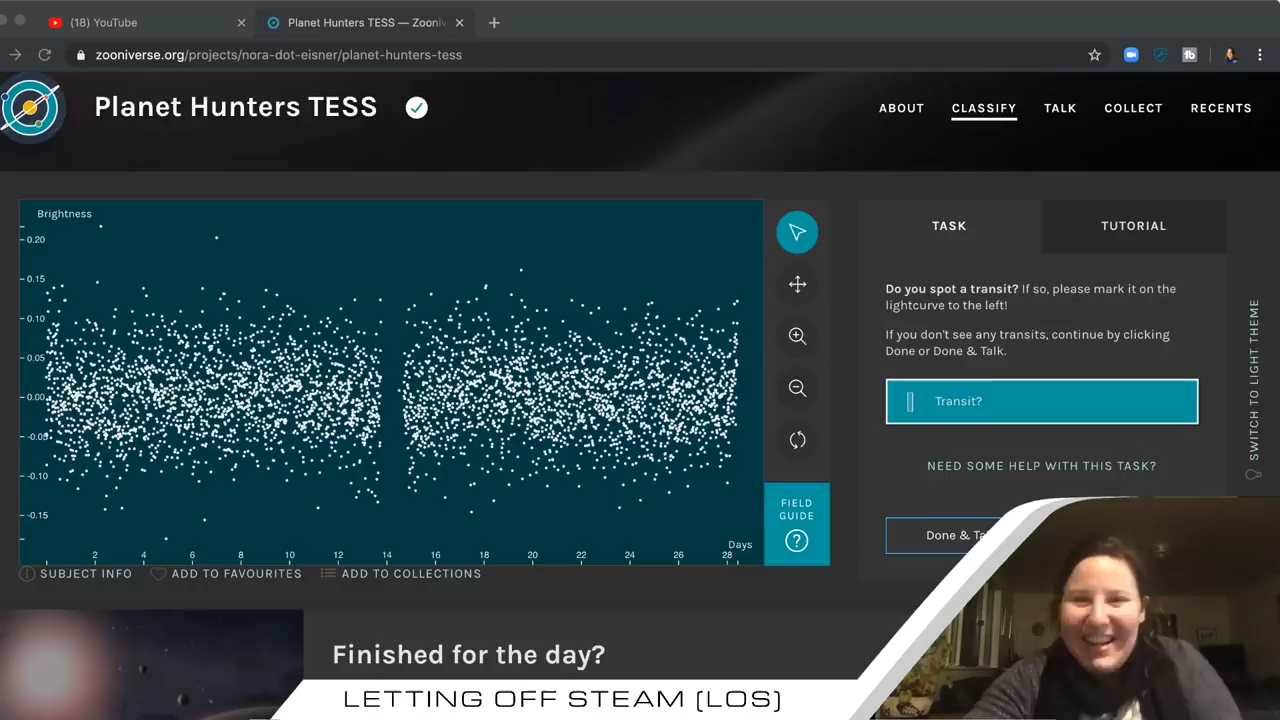 (18) YouTube
Planet Hunters TESS — Zooniv
zooniverse.org/projects/nora-dot-eisner/planet-hunters-tess
Planet Hunters TESS
ABOUT
CLASSIFY
TALK
COLLECT
RECENTS
Brightness
0.20
0.15
0.10
0.05
0.00
-0.05
-0.10
-0.15
2 4 6 8 10 12 14 16 18 20 22 24 26 28
Days
FIELD
GUIDE
?
SUBJECT INFO
ADD TO FAVOURITES
ADD TO COLLECTIONS
TASK
TUTORIAL
Do you spot a transit? If so, please mark it on the
lightcurve to the left!
If you don't see any transits, continue by clicking
Done or Done & Talk.
Transit?
NEED SOME HELP WITH THIS TASK?
Done & Ta
SWITCH TO LIGHT THEME
Finished for the day?
LETTING OFF STEAM (LOS)